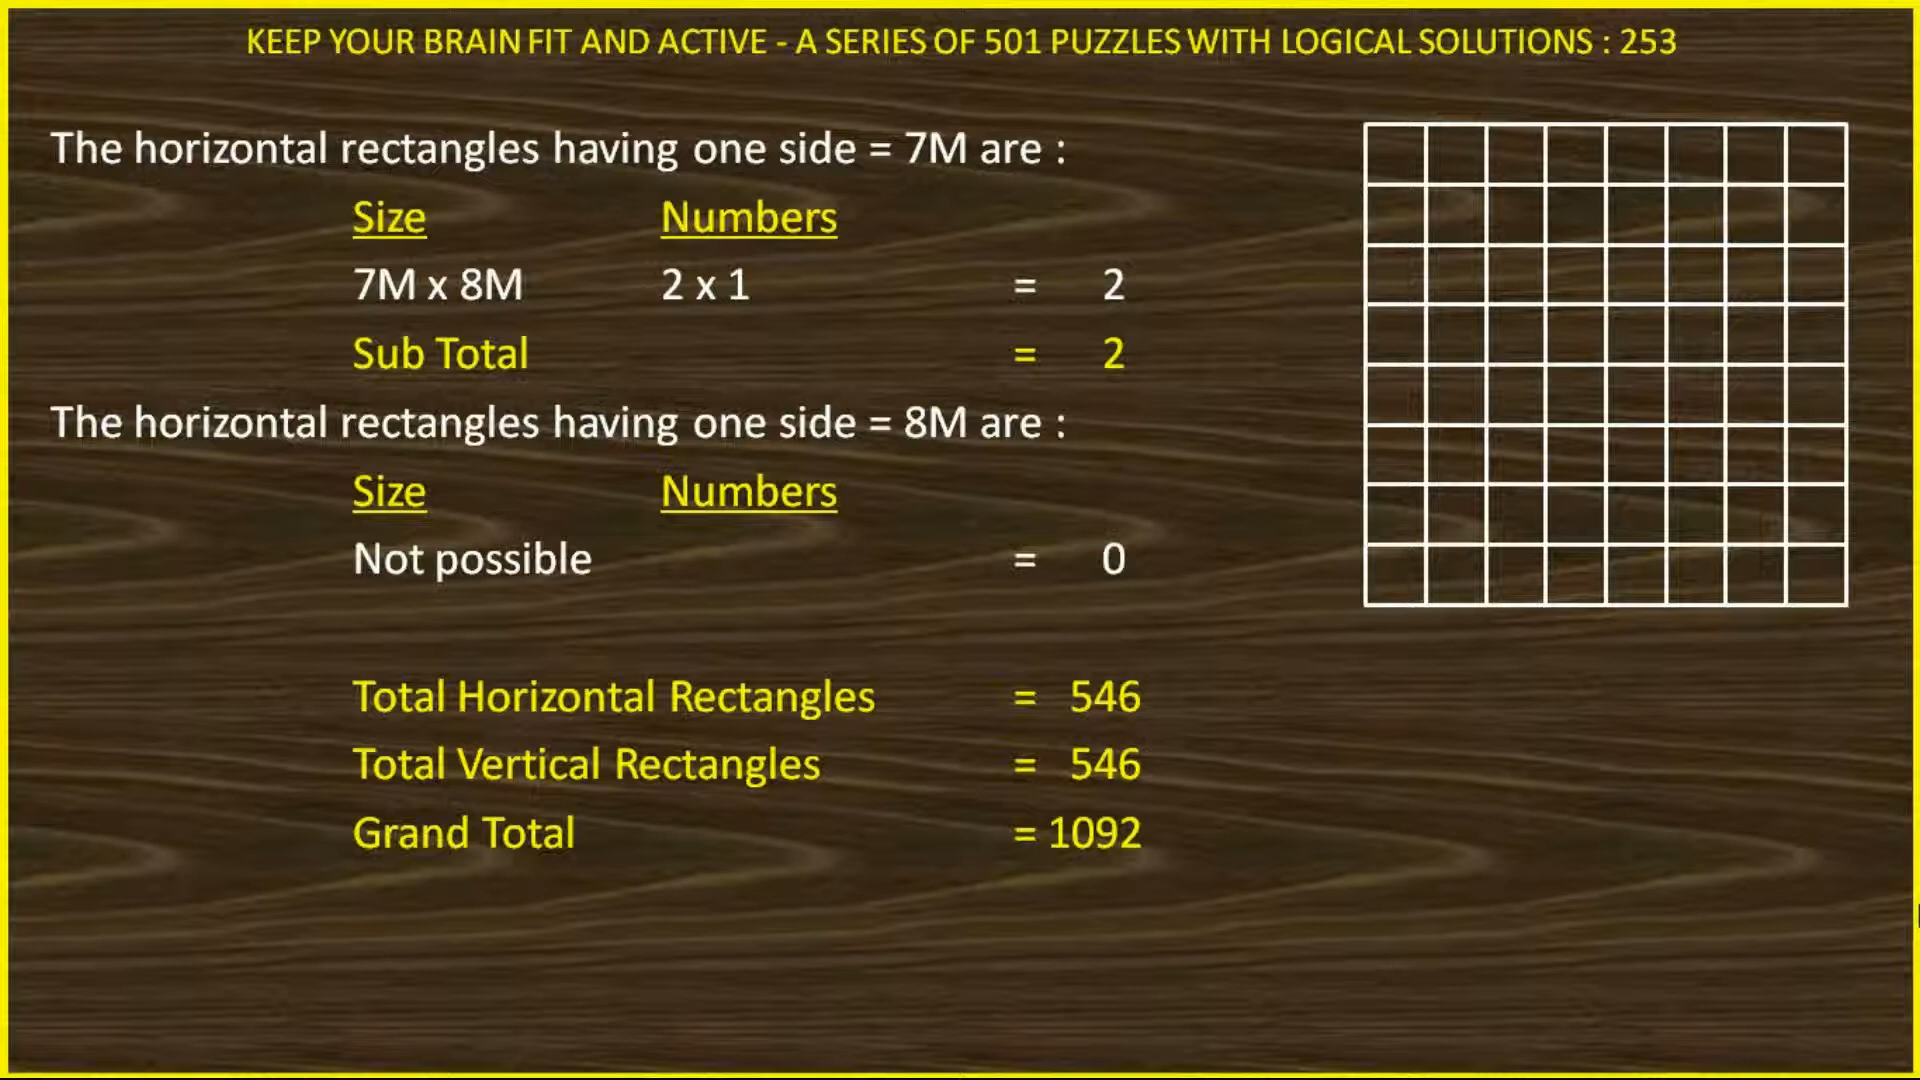 KEEP YOUR BRAIN FIT AND ACTIVE - A SERIES OF 501 PUZZLES WITH LOGICAL SOLUTIONS : 253
The horizontal rectangles having one side = 7M are :
Size Numbers
7M x 8M 2 x 1 = 2
Sub Total = 2
The horizontal rectangles having one side = 8M are :
Size Numbers
Not possible = 0
Total Horizontal Rectangles = 546
Total Vertical Rectangles = 546
Grand Total = 1092